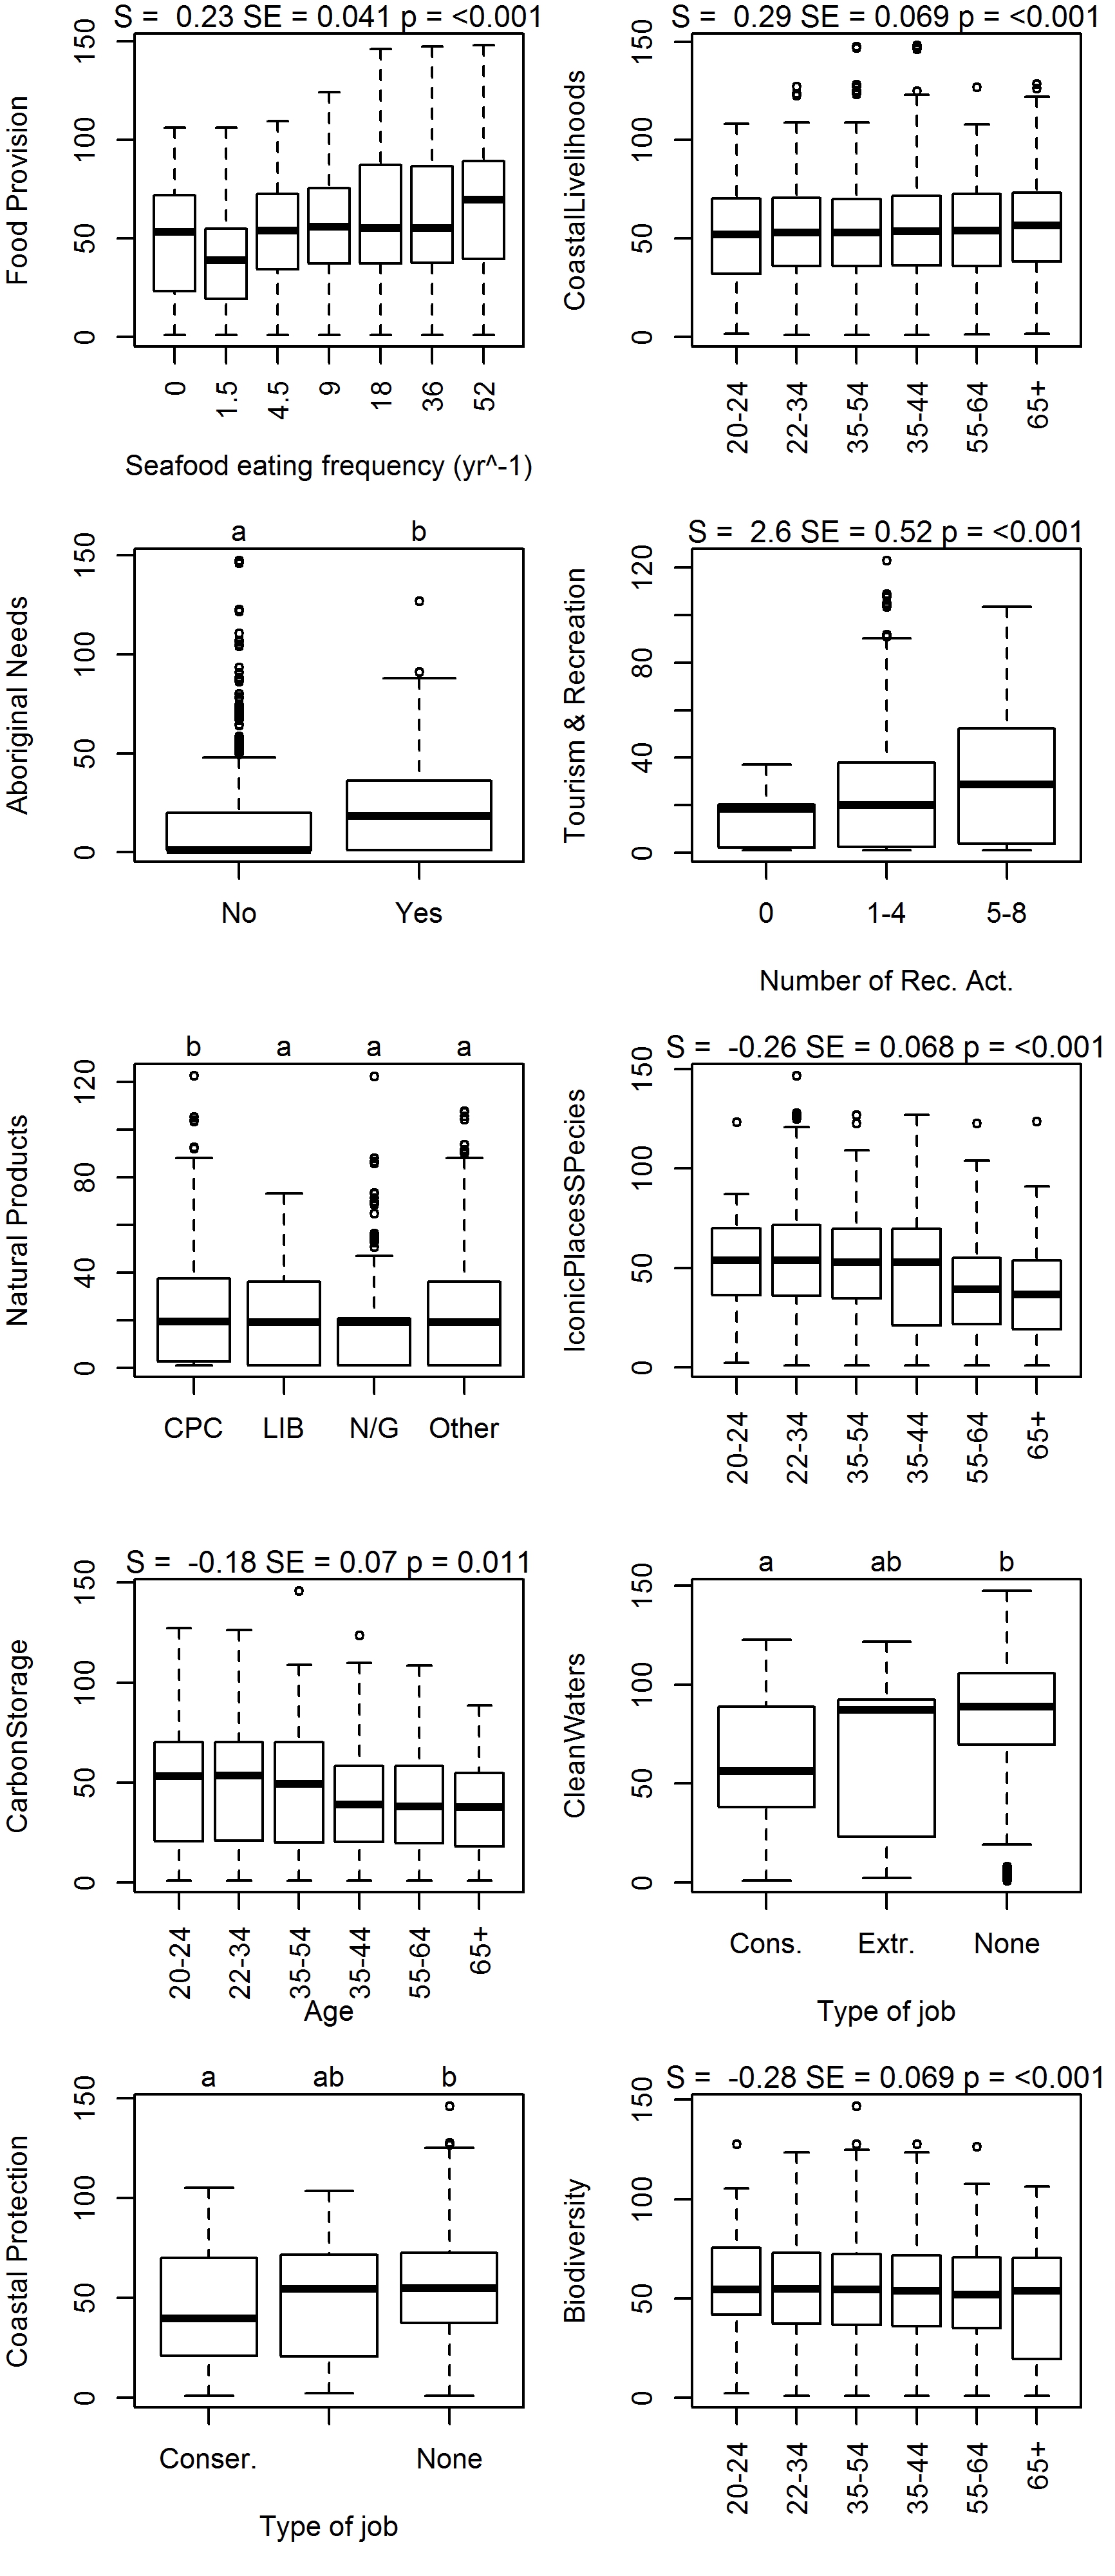 S =  0.23 SE = 0.041 p = <0.001
Food Provision
0 50 100 150
0 1.5 4.5 9 18 36 52
Seafood eating frequency (yr^-1)
S =  0.29 SE = 0.069 p = <0.001
CoastalLivelihoods
0 50 100 150
20-24 22-34 35-54 35-44 55-64 65+
a b
Aboriginal Needs
0 50 100 150
No Yes
S =  2.6 SE = 0.52 p = <0.001
Tourism & Recreation
0 40 80 120
0 1-4 5-8
Number of Rec. Act.
b a a a
Natural Products
0 40 80 120
CPC LIB N/G Other
S =  -0.26 SE = 0.068 p = <0.001
IconicPlacesSPecies
0 50 100 150
20-24 22-34 35-54 35-44 55-64 65+
S =  -0.18 SE = 0.07 p = 0.011
CarbonStorage
0 50 100 150
20-24 22-34 35-54 35-44 55-64 65+
Age
a ab b
CleanWaters
0 50 100 150
Cons. Extr. None
Type of job
a ab b
Coastal Protection
0 50 100 150
Conser. None
Type of job
S =  -0.28 SE = 0.069 p = <0.001
Biodiversity
0 50 100 150
20-24 22-34 35-54 35-44 55-64 65+